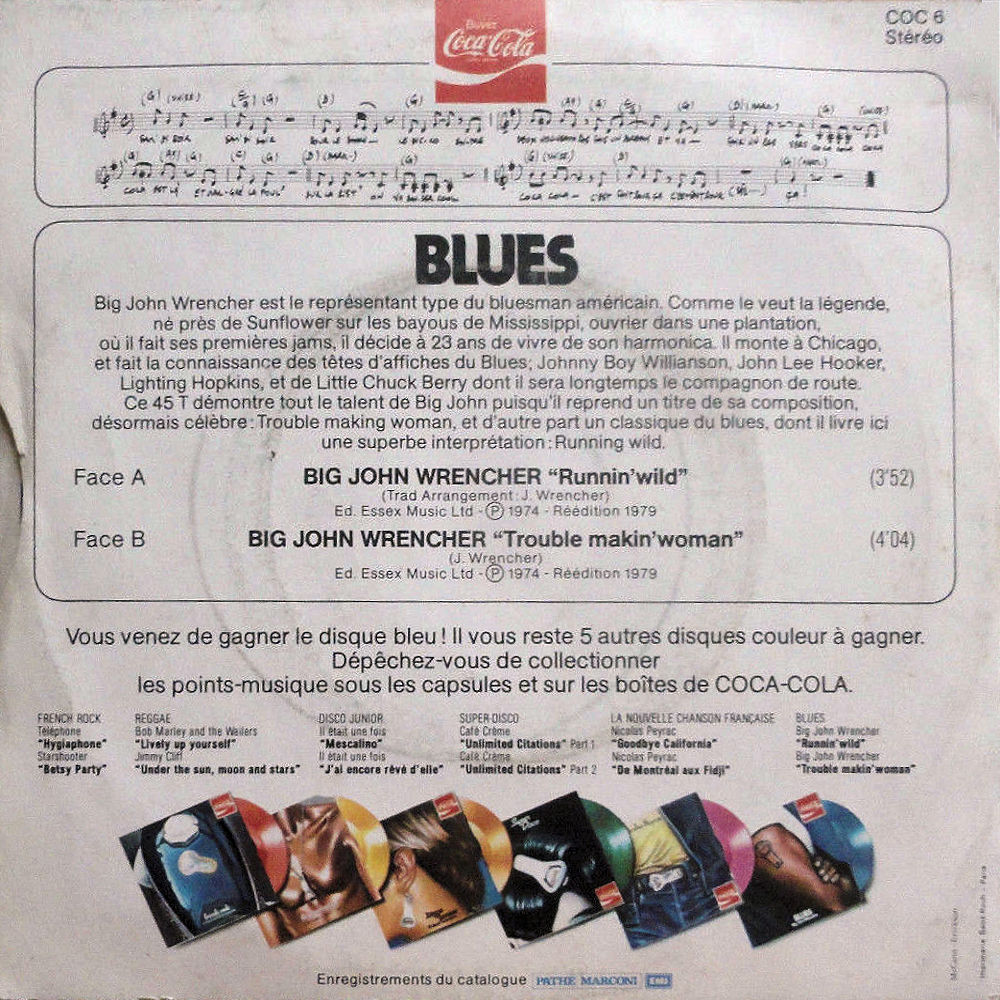 Buvez
Coca-Cola
COC 6
Stéréo
BLUES
Big John Wrencher est le représentant type du bluesman américain. Comme le veut la légende,
né près de Sunflower sur les bayous de Mississippi, ouvrier dans une plantation,
où il fait ses premières jams, il décide à 23 ans de vivre de son harmonica. Il monte à Chicago,
et fait la connaissance des têtes d'affiches du Blues; Johnny Boy Willianson, John Lee Hooker,
Lighting Hopkins, et de Little Chuck Berry dont il sera longtemps le compagnon de route.
Ce 45 T démontre tout le talent de Big John puisqu'il reprend un titre de sa composition,
désormais célèbre: Trouble making woman, et d'autre part un classique du blues, dont il livre ici
une superbe interprétation: Running wild.
Face A BIG JOHN WRENCHER “Runnin'wild” (3'52)
(Trad Arrangement: J. Wrencher)
Ed. Essex Music Ltd - Ⓟ 1974 - Réédition 1979
Face B BIG JOHN WRENCHER “Trouble makin'woman” (4'04)
(J. Wrencher)
Ed. Essex Music Ltd - Ⓟ 1974 - Réédition 1979
Vous venez de gagner le disque bleu! Il vous reste 5 autres disques couleur à gagner.
Dépêchez-vous de collectionner
les points-musique sous les capsules et sur les boîtes de COCA-COLA.
FRENCH ROCK
Téléphone
"Hygiaphone"
Starshooter
"Betsy Party"
REGGAE
Bob Marley and the Wailers
"Lively up yourself"
Jimmy Cliff
"Under the sun, moon and stars"
DISCO JUNIOR
Il était une fois
"Mescalino"
Il était une fois
"J'ai encore rêvé d'elle"
SUPER-DISCO
Café Crème
"Unlimited Citations" Part 1
Café Crème
"Unlimited Citations" Part 2
LA NOUVELLE CHANSON FRANÇAISE
Nicolas Peyrac
"Goodbye California"
Nicolas Peyrac
"De Montréal aux Fidji"
BLUES
Big John Wrencher
"Runnin'wild"
Big John Wrencher
"Trouble makin'woman"
Enregistrements du catalogue PATHE MARCONI EMI
Imprimerie Saint-Roch - Paris